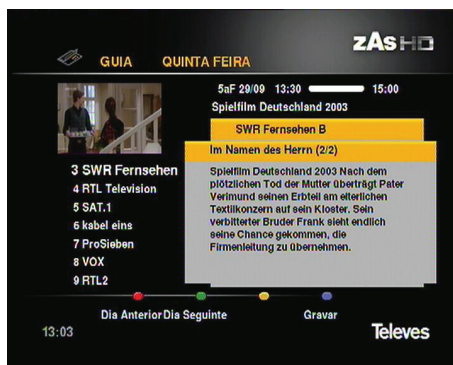 zAs HD
GUIA QUINTA FEIRA
5aF 29/09 13:30 15:00
Spielfilm Deutschland 2003
SWR Fernsehen B
Im Namen des Herrn (2/2)
Spielfilm Deutschland 2003 Nach dem
plötzlichen Tod der Mutter überträgt Pater
Verimund seinen Erbteil am elterlichen
Textilkonzern auf sein Kloster. Sein
verbitterter Bruder Frank sieht endlich
seine Chance gekommen, die
Firmenleitung zu übernehmen.
3 SWR Fernsehen
4 RTL Television
5 SAT.1
6 kabel eins
7 ProSieben
8 VOX
9 RTL2
Dia Anterior Dia Seguinte Gravar
13:03 Televes